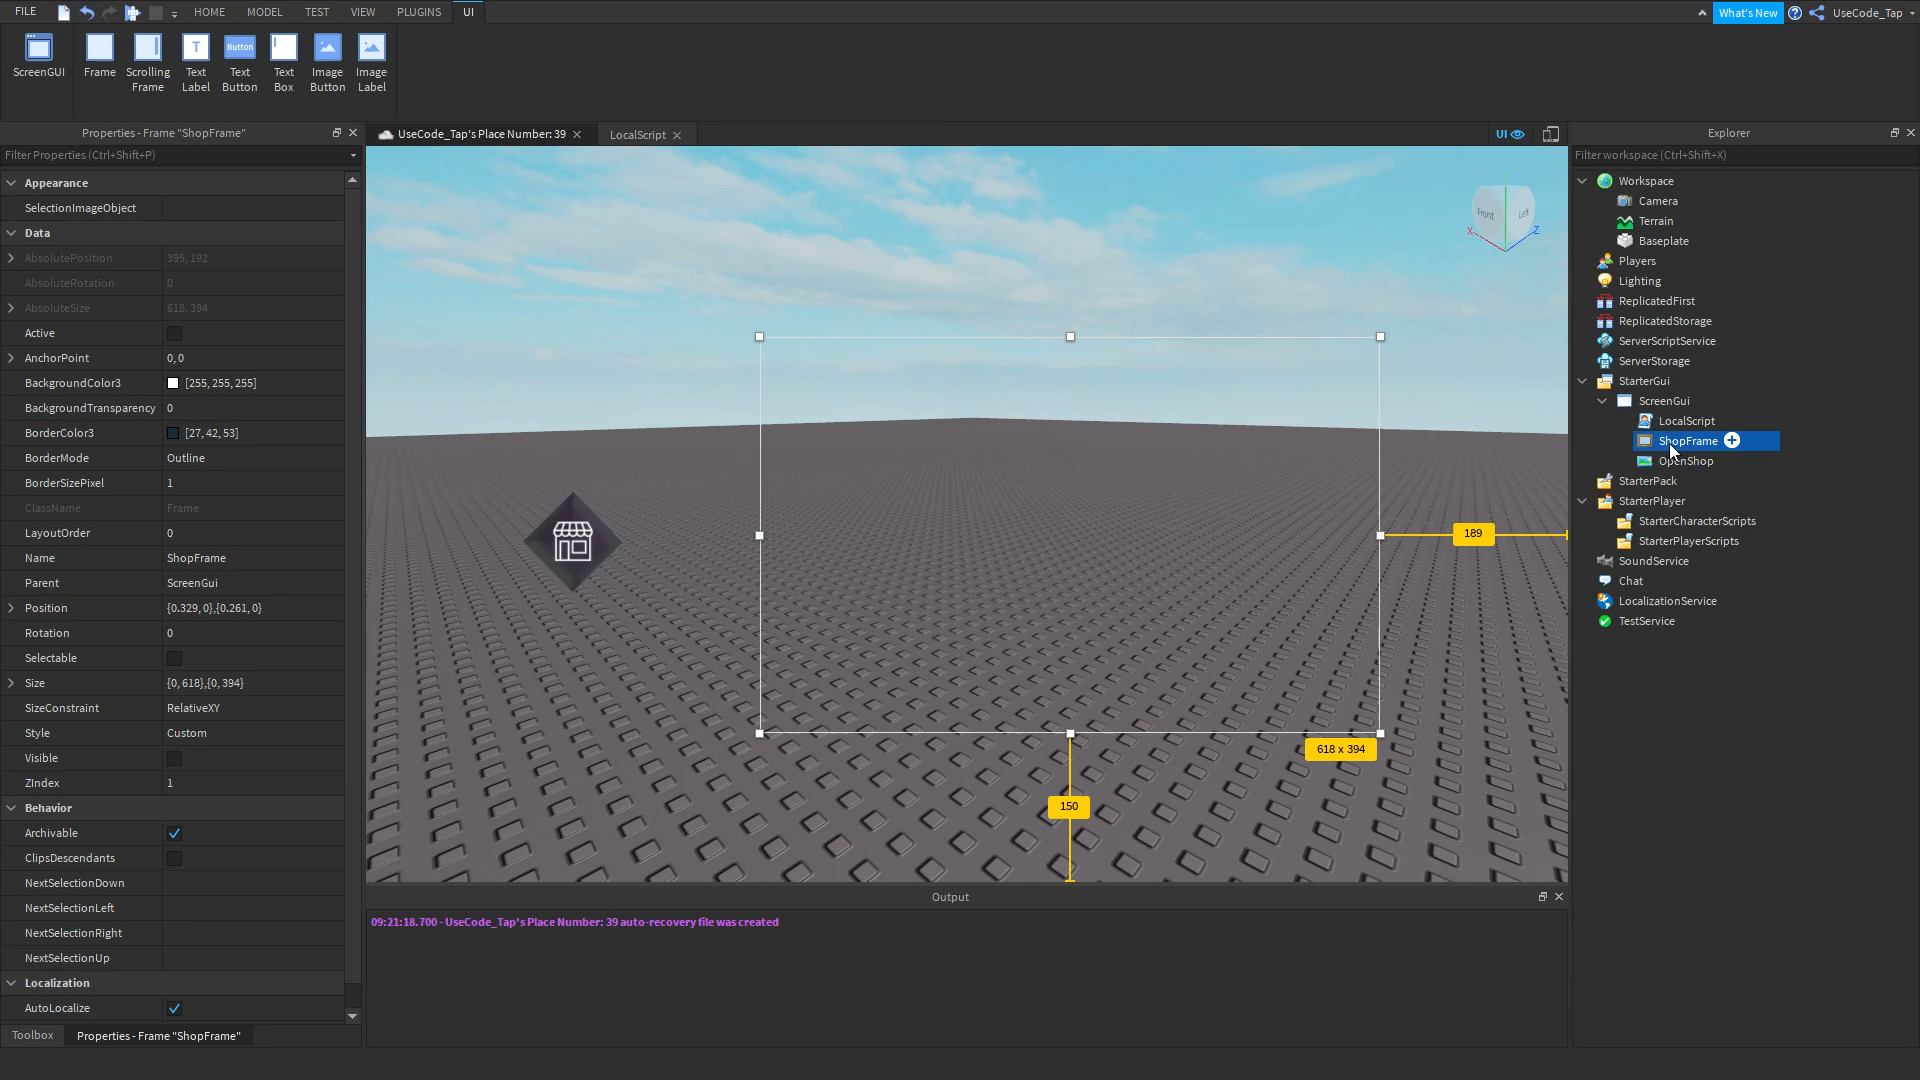 FILE
HOME
MODEL
TEST
VIEW
PLUGINS
UI
What's New
UseCode_Tap
ScreenGUI
Frame
Scrolling
Frame
Text
Label
Button
Text
Button
Text
Box
Image
Button
Image
Label
Properties - Frame "ShopFrame"
Filter Properties (Ctrl+Shift+P)
Appearance
SelectionImageObject
Data
AbsolutePosition 395, 192
AbsoluteRotation 0
AbsoluteSize 618, 394
Active
AnchorPoint 0, 0
BackgroundColor3 [255, 255, 255]
BackgroundTransparency 0
BorderColor3 [27, 42, 53]
BorderMode Outline
BorderSizePixel 1
ClassName Frame
LayoutOrder 0
Name ShopFrame
Parent ScreenGui
Position {0.329, 0},{0.261, 0}
Rotation 0
Selectable
Size {0, 618},{0, 394}
SizeConstraint RelativeXY
Style Custom
Visible
ZIndex 1
Behavior
Archivable
ClipsDescendants
NextSelectionDown
NextSelectionLeft
NextSelectionRight
NextSelectionUp
Localization
AutoLocalize
Toolbox
Properties - Frame "ShopFrame"
UseCode_Tap's Place Number: 39
LocalScript
UI
Front
Left
X
Z
189
618 x 394
150
Output
09:21:18.700 - UseCode_Tap's Place Number: 39 auto-recovery file was created
Explorer
Filter workspace (Ctrl+Shift+X)
Workspace
Camera
Terrain
Baseplate
Players
Lighting
ReplicatedFirst
ReplicatedStorage
ServerScriptService
ServerStorage
StarterGui
ScreenGui
LocalScript
ShopFrame
OpenShop
StarterPack
StarterPlayer
StarterCharacterScripts
StarterPlayerScripts
SoundService
Chat
LocalizationService
TestService